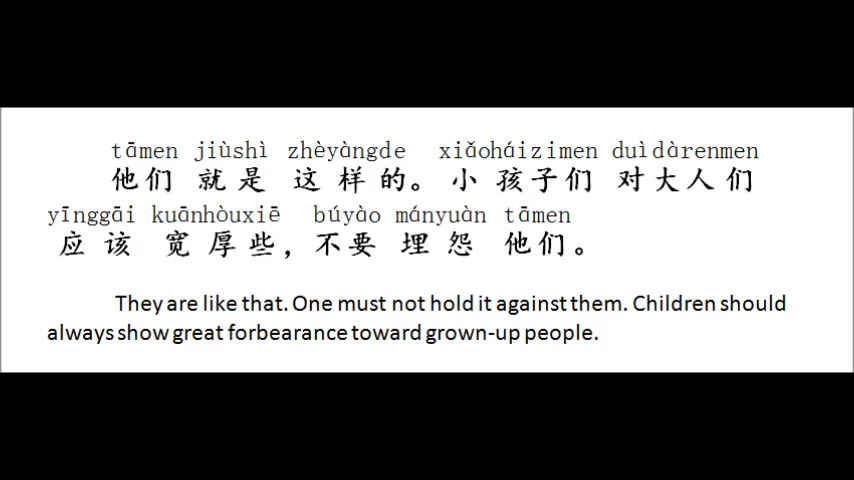 tāmen jiùshì zhèyàngde xiǎoháizimen duìdàrenmen
他们 就是 这样的。小孩子们 对大人们
yīnggāi kuānhòuxiē búyào mányuàn tāmen
应该 宽厚些，不要 埋怨 他们。
They are like that. One must not hold it against them. Children should
always show great forbearance toward grown-up people.